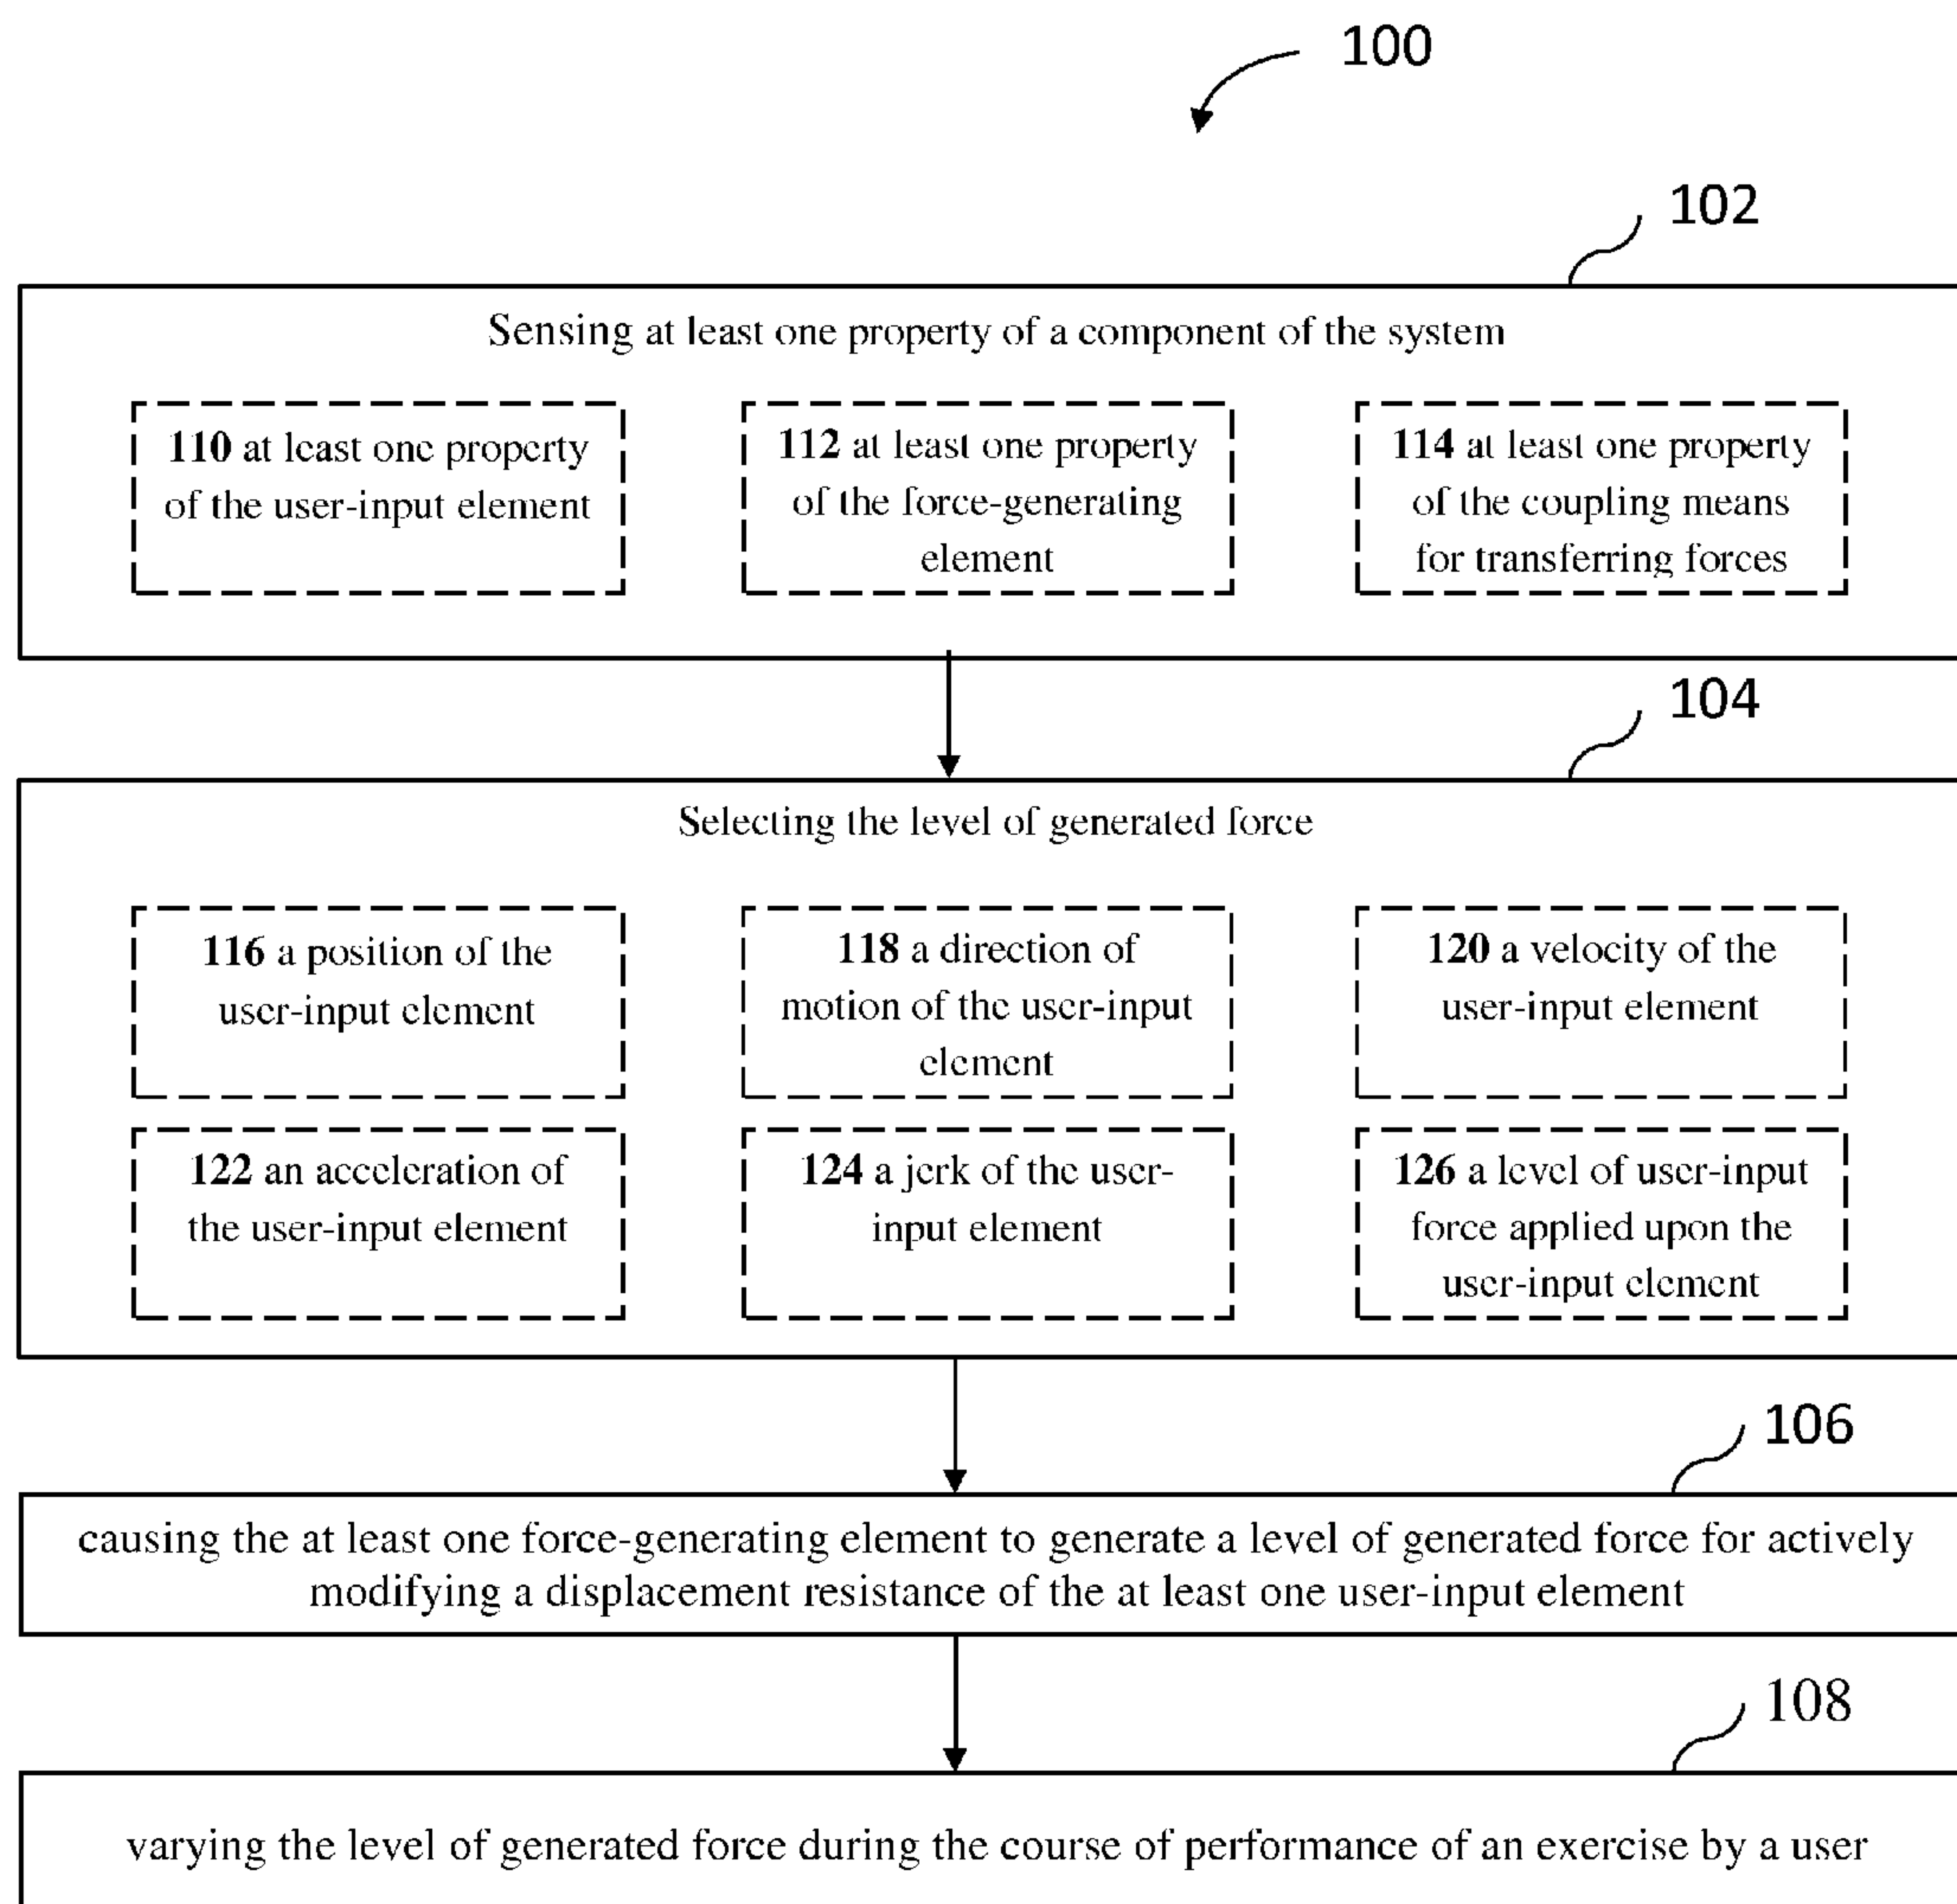 100
102
Sensing at least one property of a component of the system
110 at least one property
of the user-input element
112 at least one property
of the force-generating
element
114 at least one property
of the coupling means
for transferring forces
104
Selecting the level of generated force
116 a position of the
user-input element
118 a direction of
motion of the user-input
element
120 a velocity of the
user-input element
122 an acceleration of
the user-input element
124 a jerk of the user-
input element
126 a level of user-input
force applied upon the
user-input element
106
causing the at least one force-generating element to generate a level of generated force for actively
modifying a displacement resistance of the at least one user-input element
108
varying the level of generated force during the course of performance of an exercise by a user